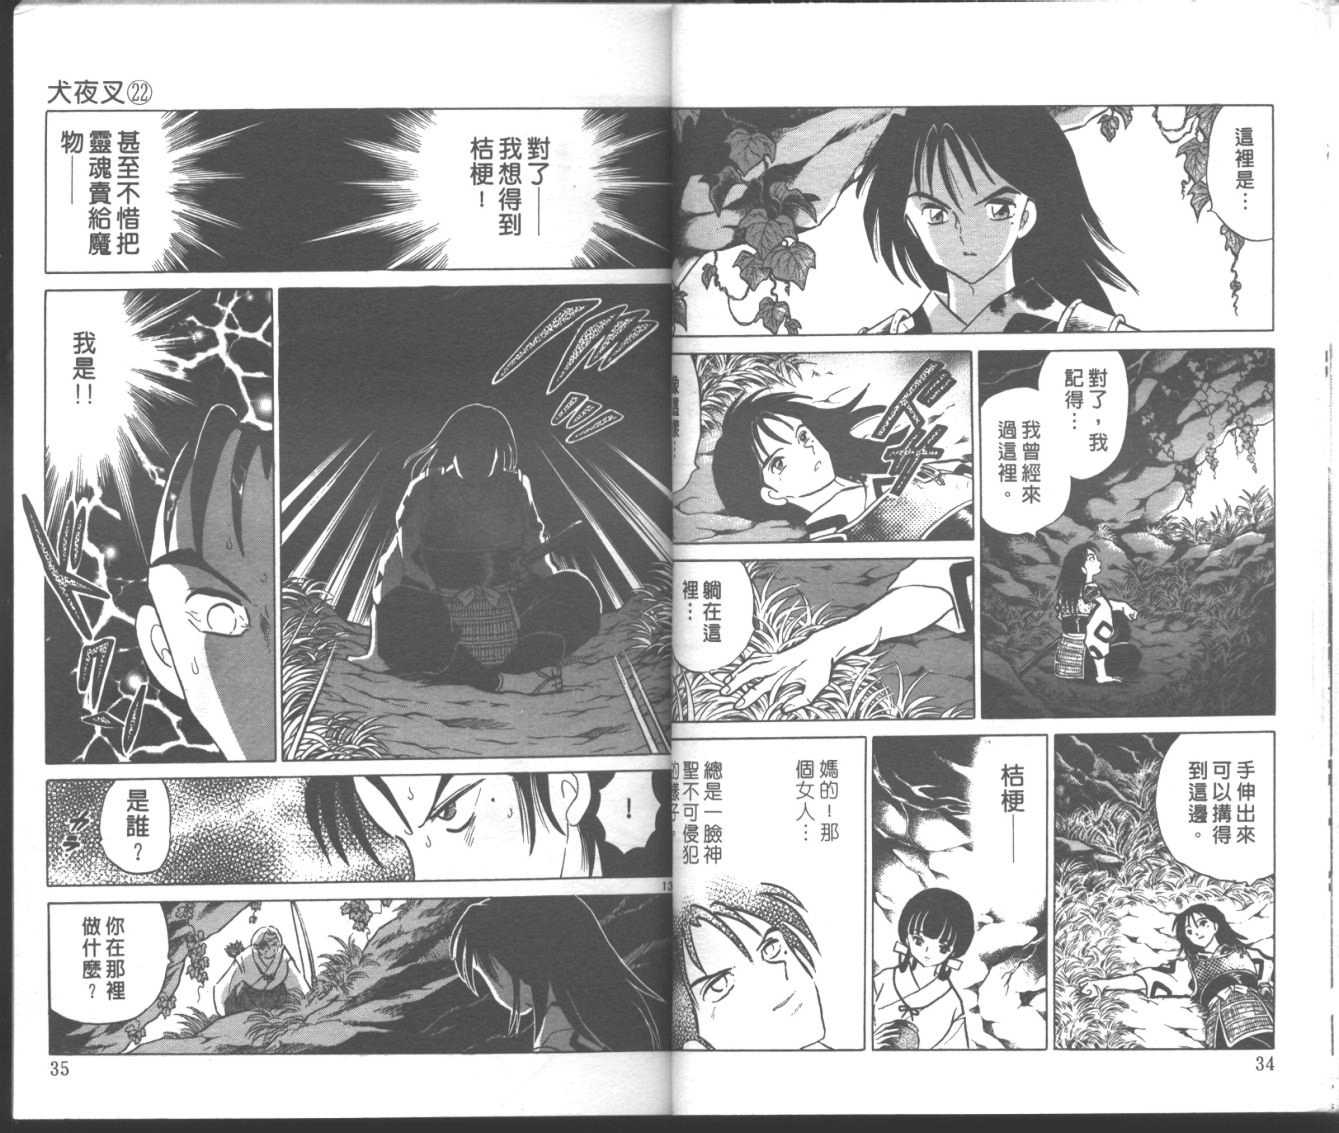 這裡是…
對了，我
記得…
我曾經來
過這裡。
躺在這
裡…
手伸出來
可以搆得
到這邊。
桔梗——
媽的！那
個女人…
總是一臉神
聖不可侵犯
的樣子。
34
犬夜叉㉒
對了——
我想得到
桔梗！
甚至不惜把
靈魂賣給魔
物——
我是!!
！
是誰？
13
你在那裡
做什麼？
35